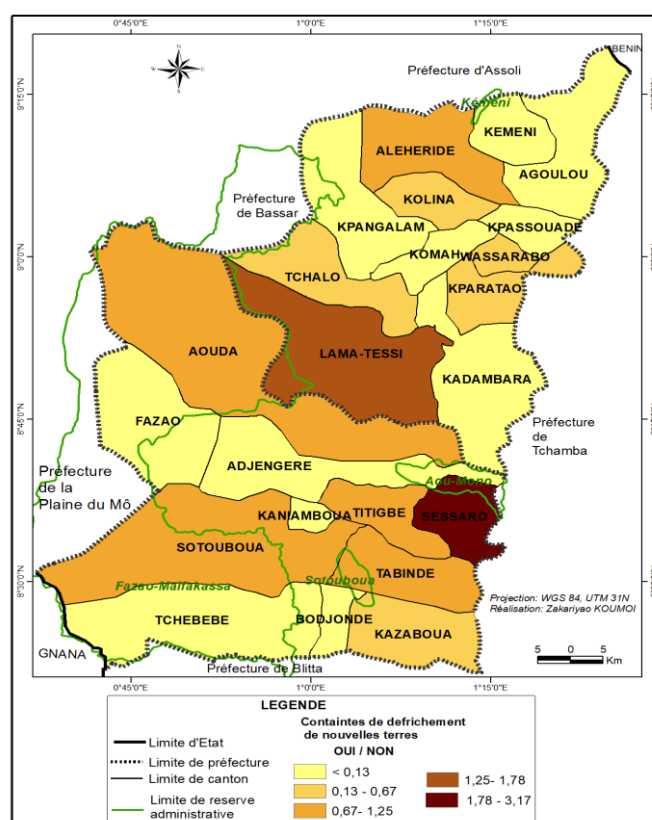 0°45'0"E 1°0'0"E 1°15'0"E
BENIN
Préfecture d'Assoli
N
W E
S
9°15'0"N
Kéméni
KEMENI
ALEHERIDE
AGOULOU
Préfecture
de Bassar
KOLINA
KPANGALAM
KPASSOUADE
KOMAH
WASSARABO
9°0'0"N
TCHALO
KPARATAO
AOUDA
LAMA-TESSI
KADAMBARA
8°45'0"N
FAZAO
Préfecture
de
Tchamba
ADJENGERE
Préfecture
de la
Plaine du Mô
Aou-Mono
KANIAMBOUA
TITIGBE
SESSARO
SOTOUBOUA
TABINDE
8°30'0"N
Fazao-Malfakassa
Sotouboua
Projection: WGS 84, UTM 31N
Réalisation: Zakariyao KOUMOI
TCHEBEBE
BODJONDE
KAZABOUA
GNANA
Préfecture de Blitta
5 0 5
Km
0°45'0"E 1°0'0"E 1°15'0"E
LEGENDE
Limite d'Etat
Limite de préfecture
Limite de canton
Limite de reserve
administrative
Containtes de defrichement
de nouvelles terres
OUI / NON
< 0,13
0,13 - 0,67
0,67- 1,25
1,25- 1,78
1,78 - 3,17